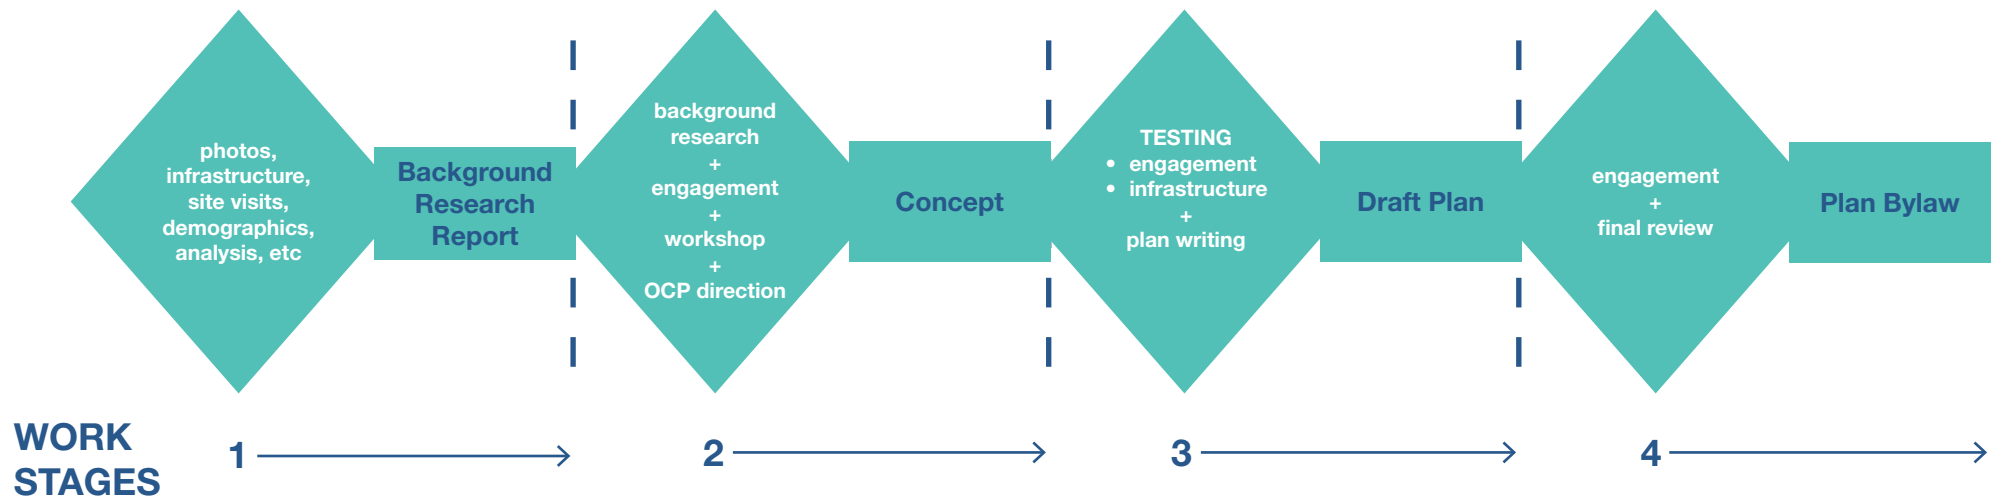 photos,
infrastructure,
site visits,
demographics,
analysis, etc
Background
Research
Report
background
research
+
engagement
+
workshop
+
OCP direction
Concept
TESTING
• engagement
• infrastructure
+
plan writing
Draft Plan
engagement
+
final review
Plan Bylaw
WORK
STAGES
1
2
3
4